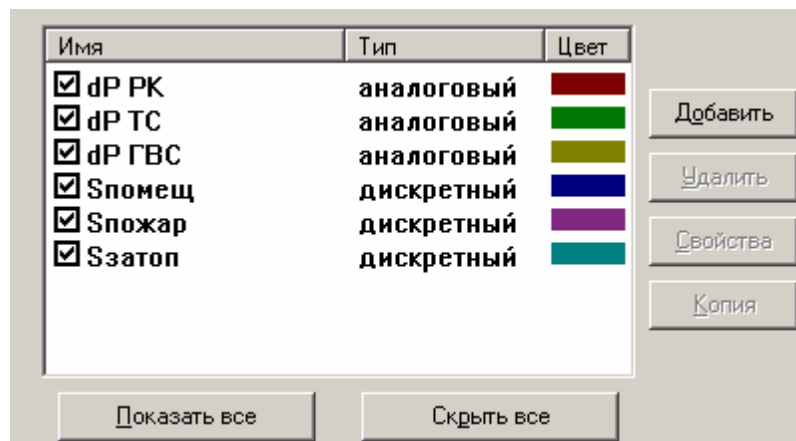 Имя Тип Цвет
dP РК аналоговый
dP ТС аналоговый
dP ГВС аналоговый
Sпомещ дискретный
Sпожар дискретный
Sзатоп дискретный
Добавить
Удалить
Свойства
Копия
Показать все Скрыть все